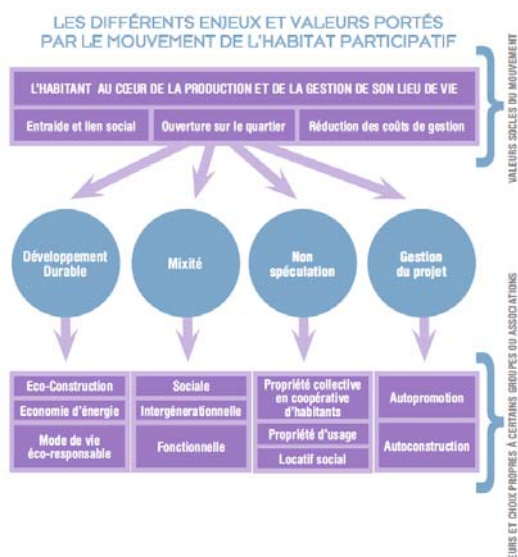 LES DIFFÉRENTS ENJEUX ET VALEURS PORTÉS
PAR LE MOUVEMENT DE L'HABITAT PARTICIPATIF
L'HABITANT AU CŒUR DE LA PRODUCTION ET DE LA GESTION DE SON LIEU DE VIE
Entraide et lien social
Ouverture sur le quartier
Réduction des coûts de gestion
VALEURS SOCLES DU MOUVEMENT
Développement
Durable
Mixité
Non
spéculation
Gestion
du projet
Eco-Construction
Economie d'énergie
Mode de vie
éco-responsable
Sociale
Intergénerationnelle
Fonctionnelle
Propriété collective
en coopérative
d'habitants
Propriété d'usage
Locatif social
Autopromotion
Autoconstruction
EURS ET CHOIX PROPRES À CERTAINS GROUPES OU ASSOCIATIONS